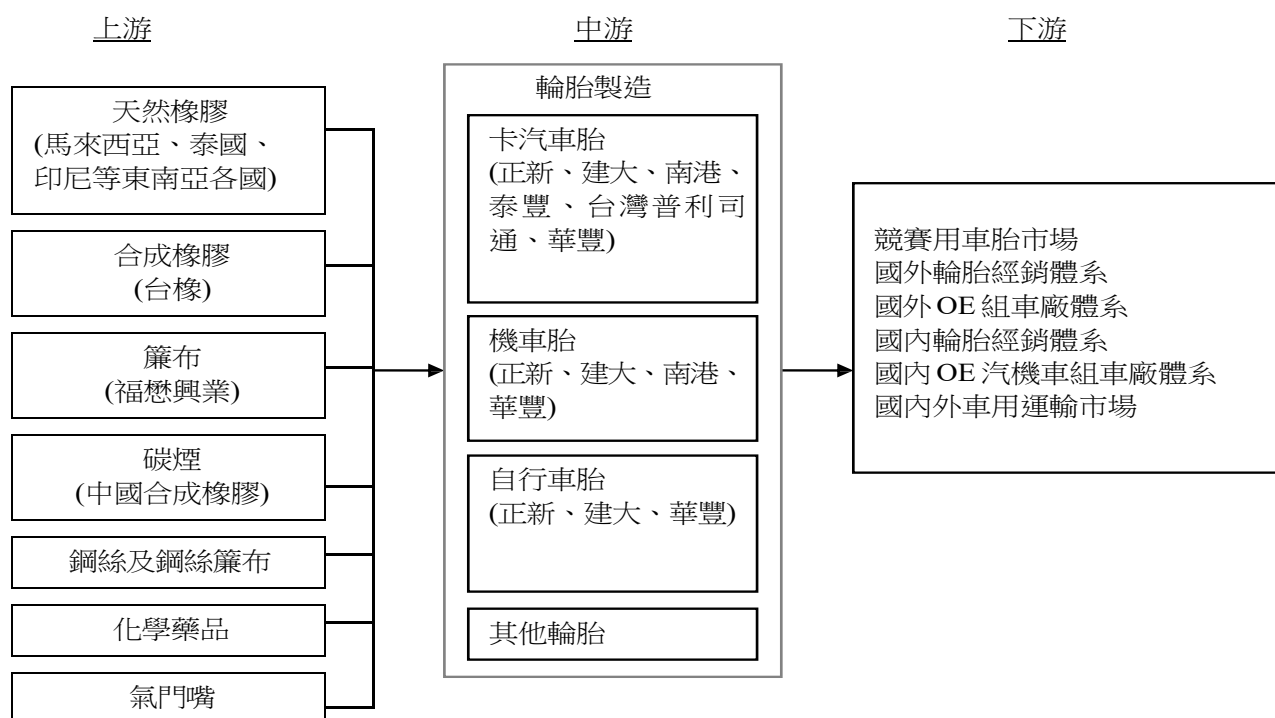 上游
中游
下游
天然橡膠
(馬來西亞、泰國、
印尼等東南亞各國)
合成橡膠
(台橡)
簾布
(福懋興業)
碳煙
(中國合成橡膠)
鋼絲及鋼絲簾布
化學藥品
氣門嘴
輪胎製造
卡汽車胎
(正新、建大、南港、
泰豐、台灣普利司
通、華豐)
機車胎
(正新、建大、南港、
華豐)
自行車胎
(正新、建大、華豐)
其他輪胎
競賽用車胎市場
國外輪胎經銷體系
國外 OE 組車廠體系
國內輪胎經銷體系
國內 OE 汽機車組車廠體系
國內外車用運輸市場